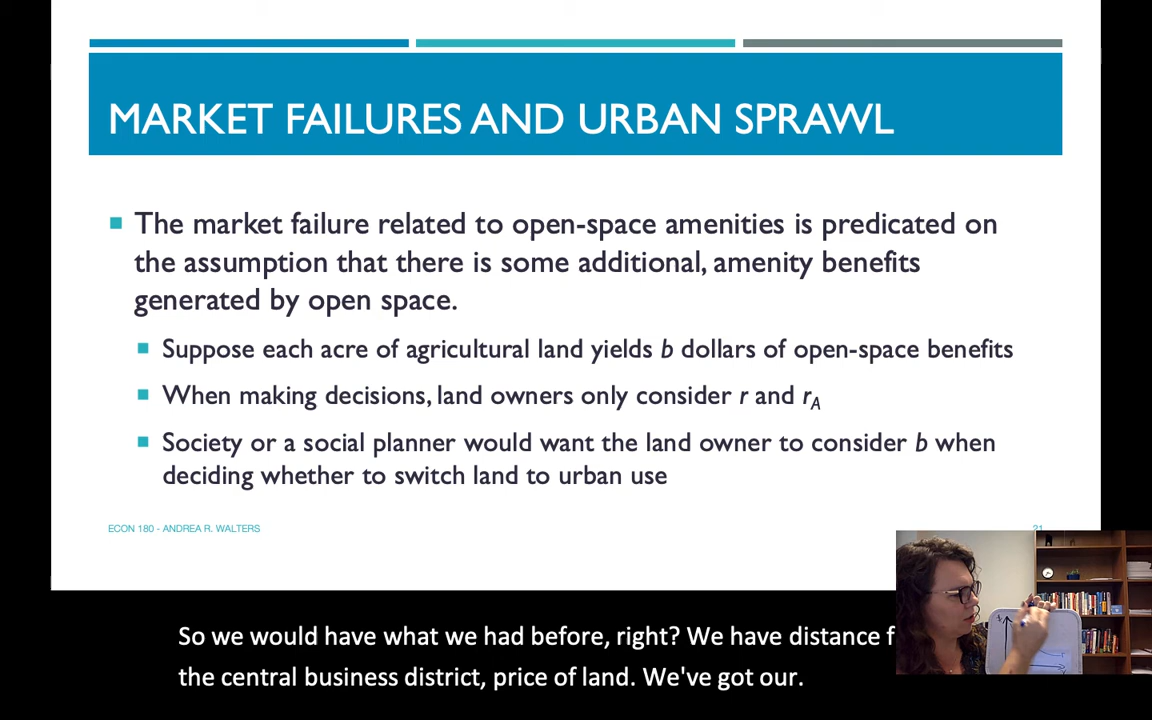 MARKET FAILURES AND URBAN SPRAWL
The market failure related to open-space amenities is predicated on
the assumption that there is some additional, amenity benefits
generated by open space.
Suppose each acre of agricultural land yields b dollars of open-space benefits
When making decisions, land owners only consider r and rA
Society or a social planner would want the land owner to consider b when
deciding whether to switch land to urban use
ECON 180 - ANDREA R. WALTERS
So we would have what we had before, right? We have distance
the central business district, price of land. We've got our.